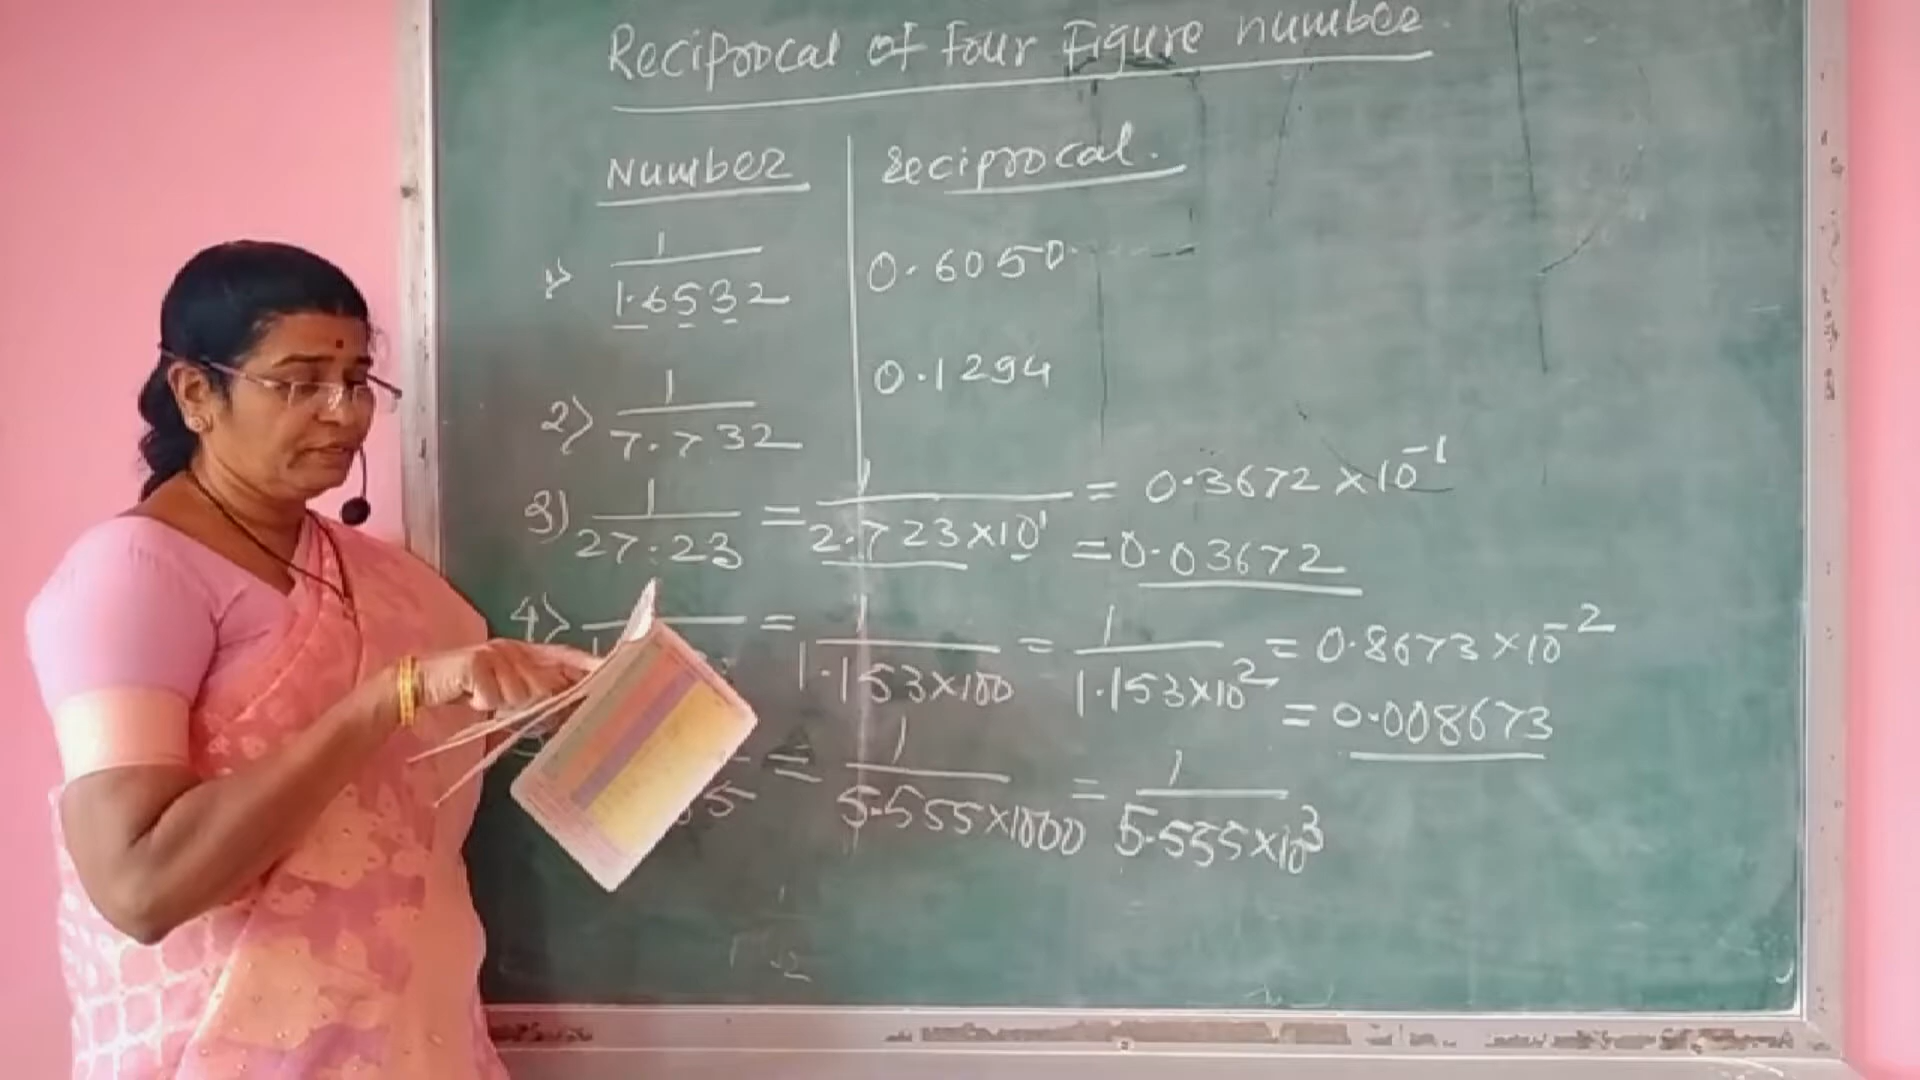 Reciprocal of Four Figure number.
Number reciprocal.
1) 1/1.6532 0.6050
2) 1/7.732 0.1294
3) 1/27.23 = 1/2.723×10¹ = 0.3672×10⁻¹
= 0.03672
4) = 1/1.153×100 = 1/1.153×10² = 0.8673×10⁻²
= 0.008673
= 1/5.555×1000 = 1/5.555×10³